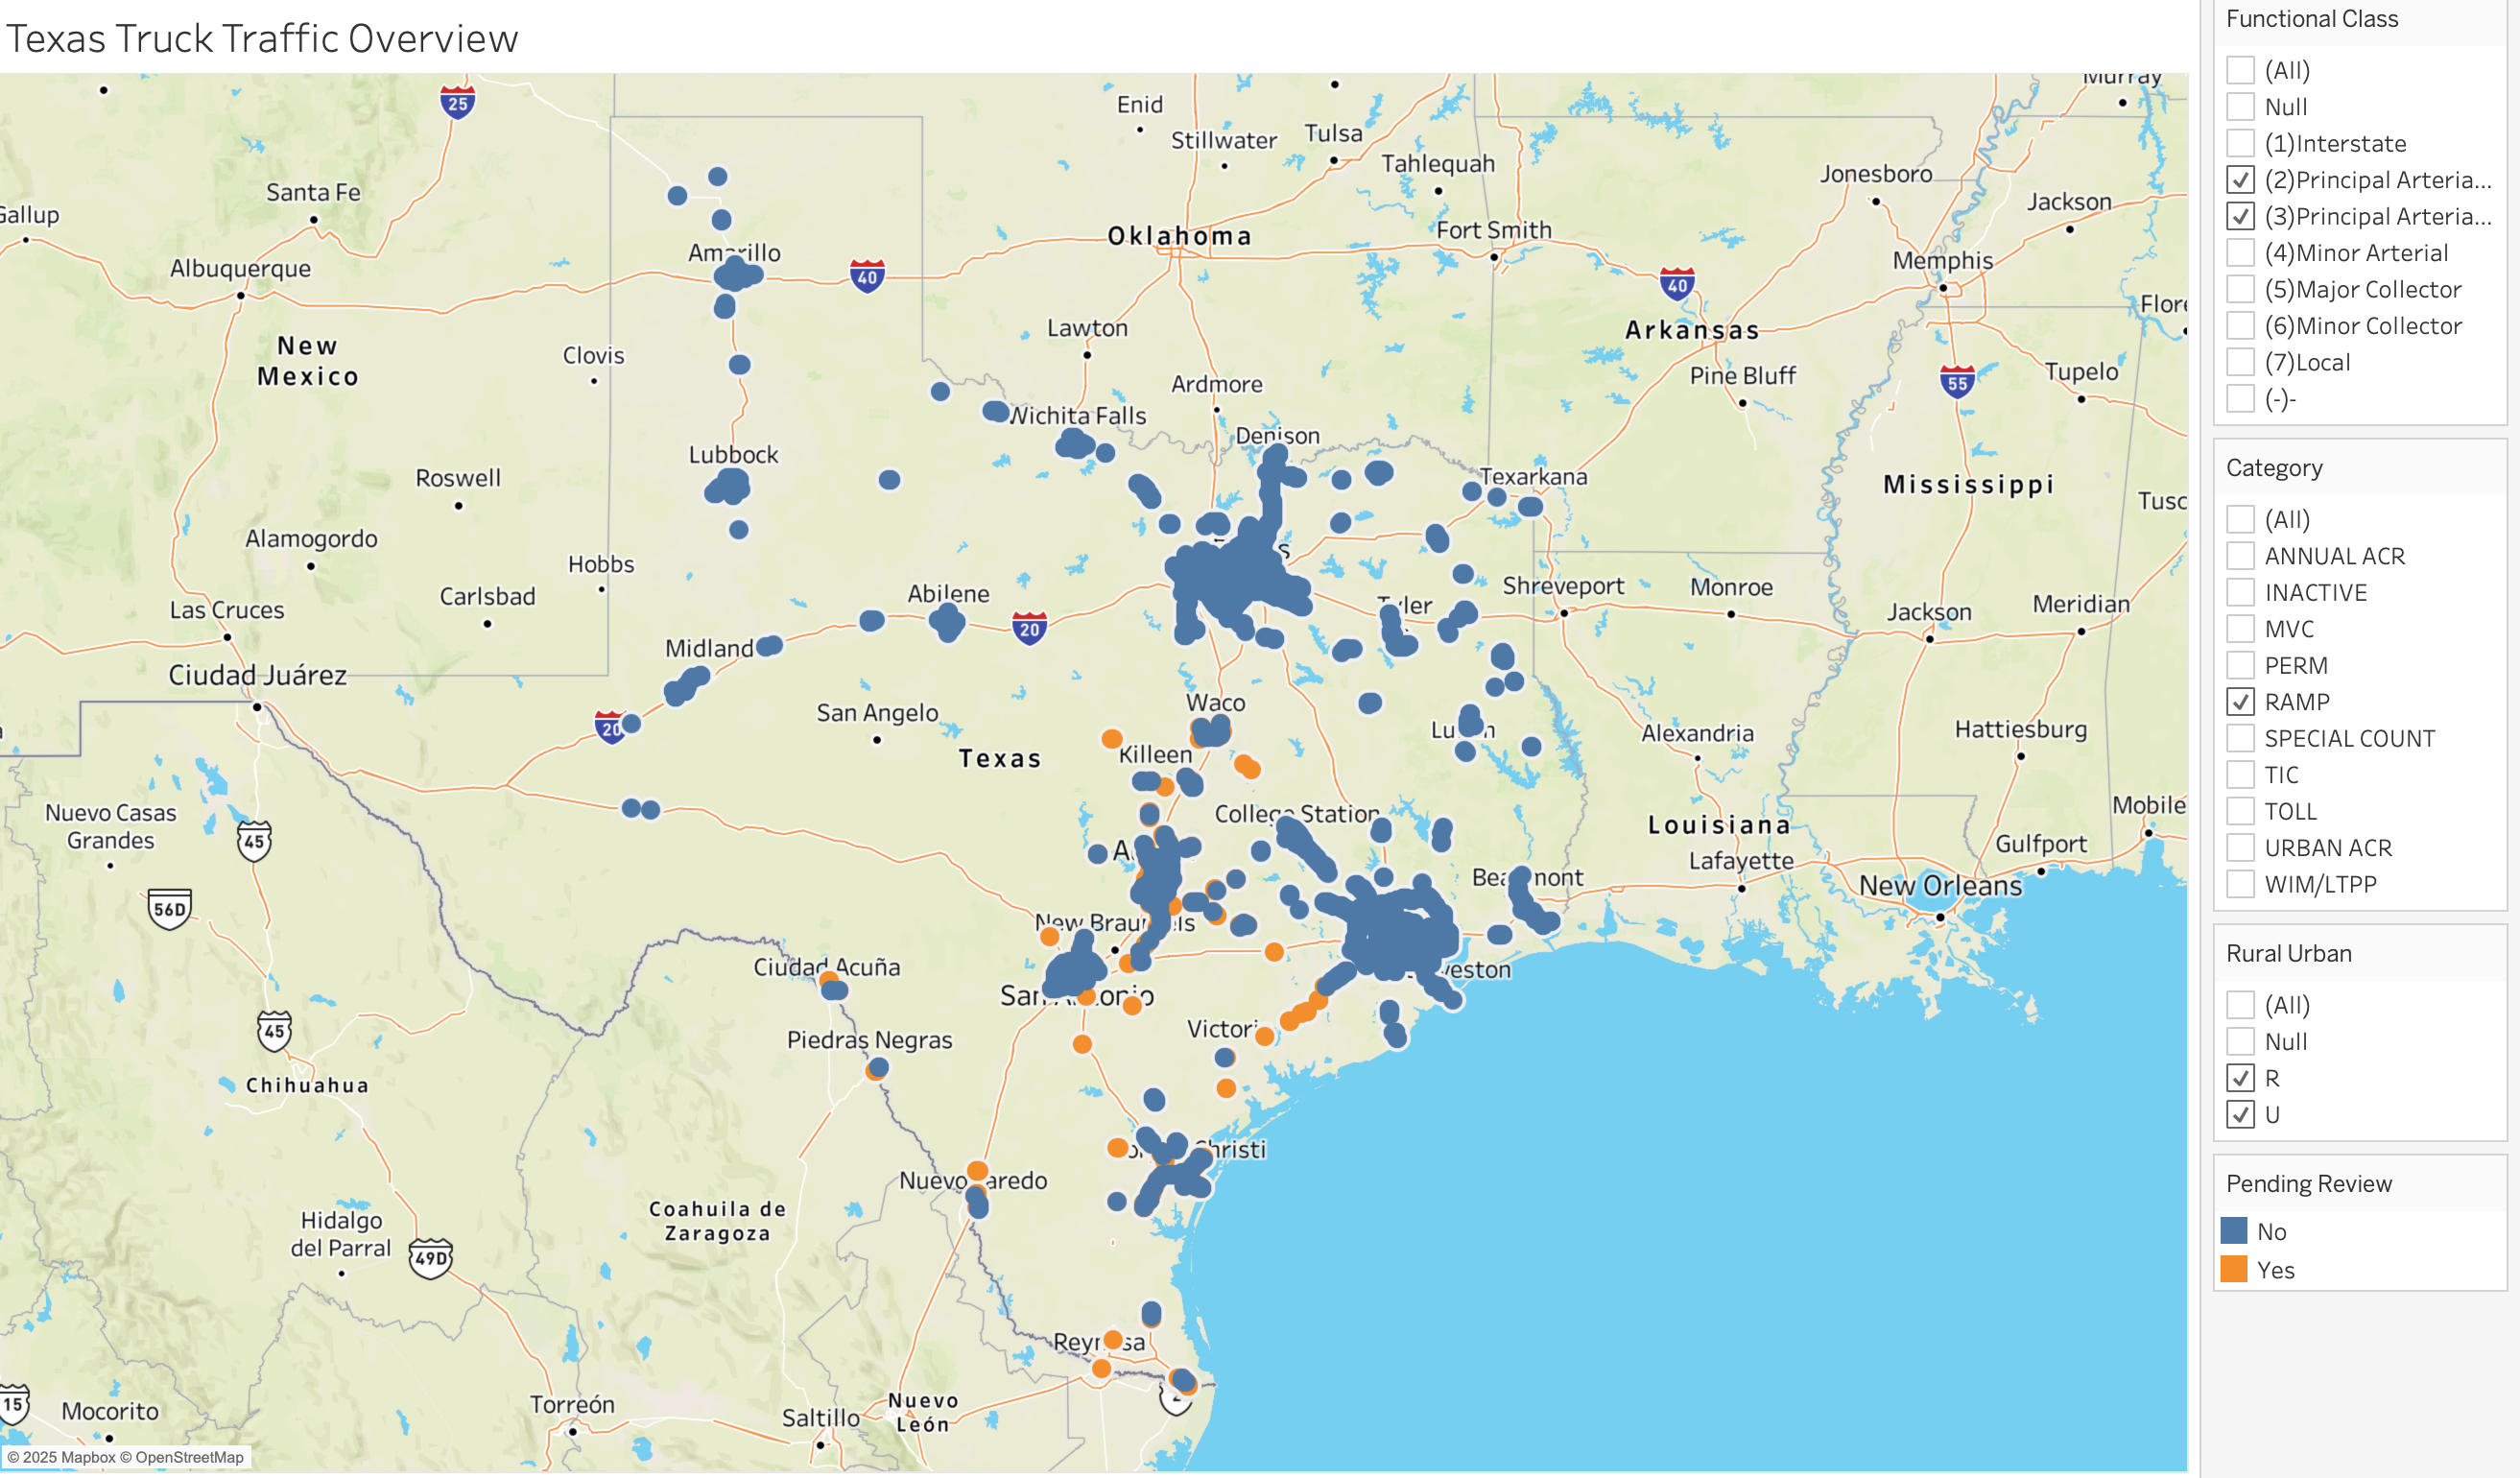 Texas Truck Traffic Overview
Murray
25
Enid
Stillwater
Tulsa
Tahlequah
Jonesboro
Santa Fe
Jackson
Gallup
Oklahoma
Fort Smith
Amarillo
Albuquerque
40
40
Memphis
Arkansas
Lawton
New
Mexico
Clovis
Ardmore
Pine Bluff
55
Tupelo
Wichita Falls
Denison
Lubbock
Roswell
Texarkana
Mississippi
Alamogordo
Hobbs
Carlsbad
Abilene
Shreveport
Monroe
Las Cruces
Tyler
Jackson
Meridian
20
Midland
Ciudad Juárez
Waco
San Angelo
20
Alexandria
Hattiesburg
Texas
Killeen
Nuevo Casas
Grandes
College Station
Mobile
45
Louisiana
Gulfport
Lafayette
Beaumont
New Orleans
56D
New Braunfels
Ciudad Acuña
San Antonio
45
Piedras Negras
Chihuahua
Christi
Nuevo Laredo
Coahuila de
Zaragoza
Hidalgo
del Parral
49D
Reynosa
15
Mocorito
Torreón
Saltillo
Nuevo
León
2
© 2025 Mapbox © OpenStreetMap
Functional Class
(All)
Null
(1)Interstate
(2)Principal Arteria...
(3)Principal Arteria...
(4)Minor Arterial
(5)Major Collector
(6)Minor Collector
(7)Local
(-)-
Category
(All)
ANNUAL ACR
INACTIVE
MVC
PERM
RAMP
SPECIAL COUNT
TIC
TOLL
URBAN ACR
WIM/LTPP
Rural Urban
(All)
Null
R
U
Pending Review
No
Yes